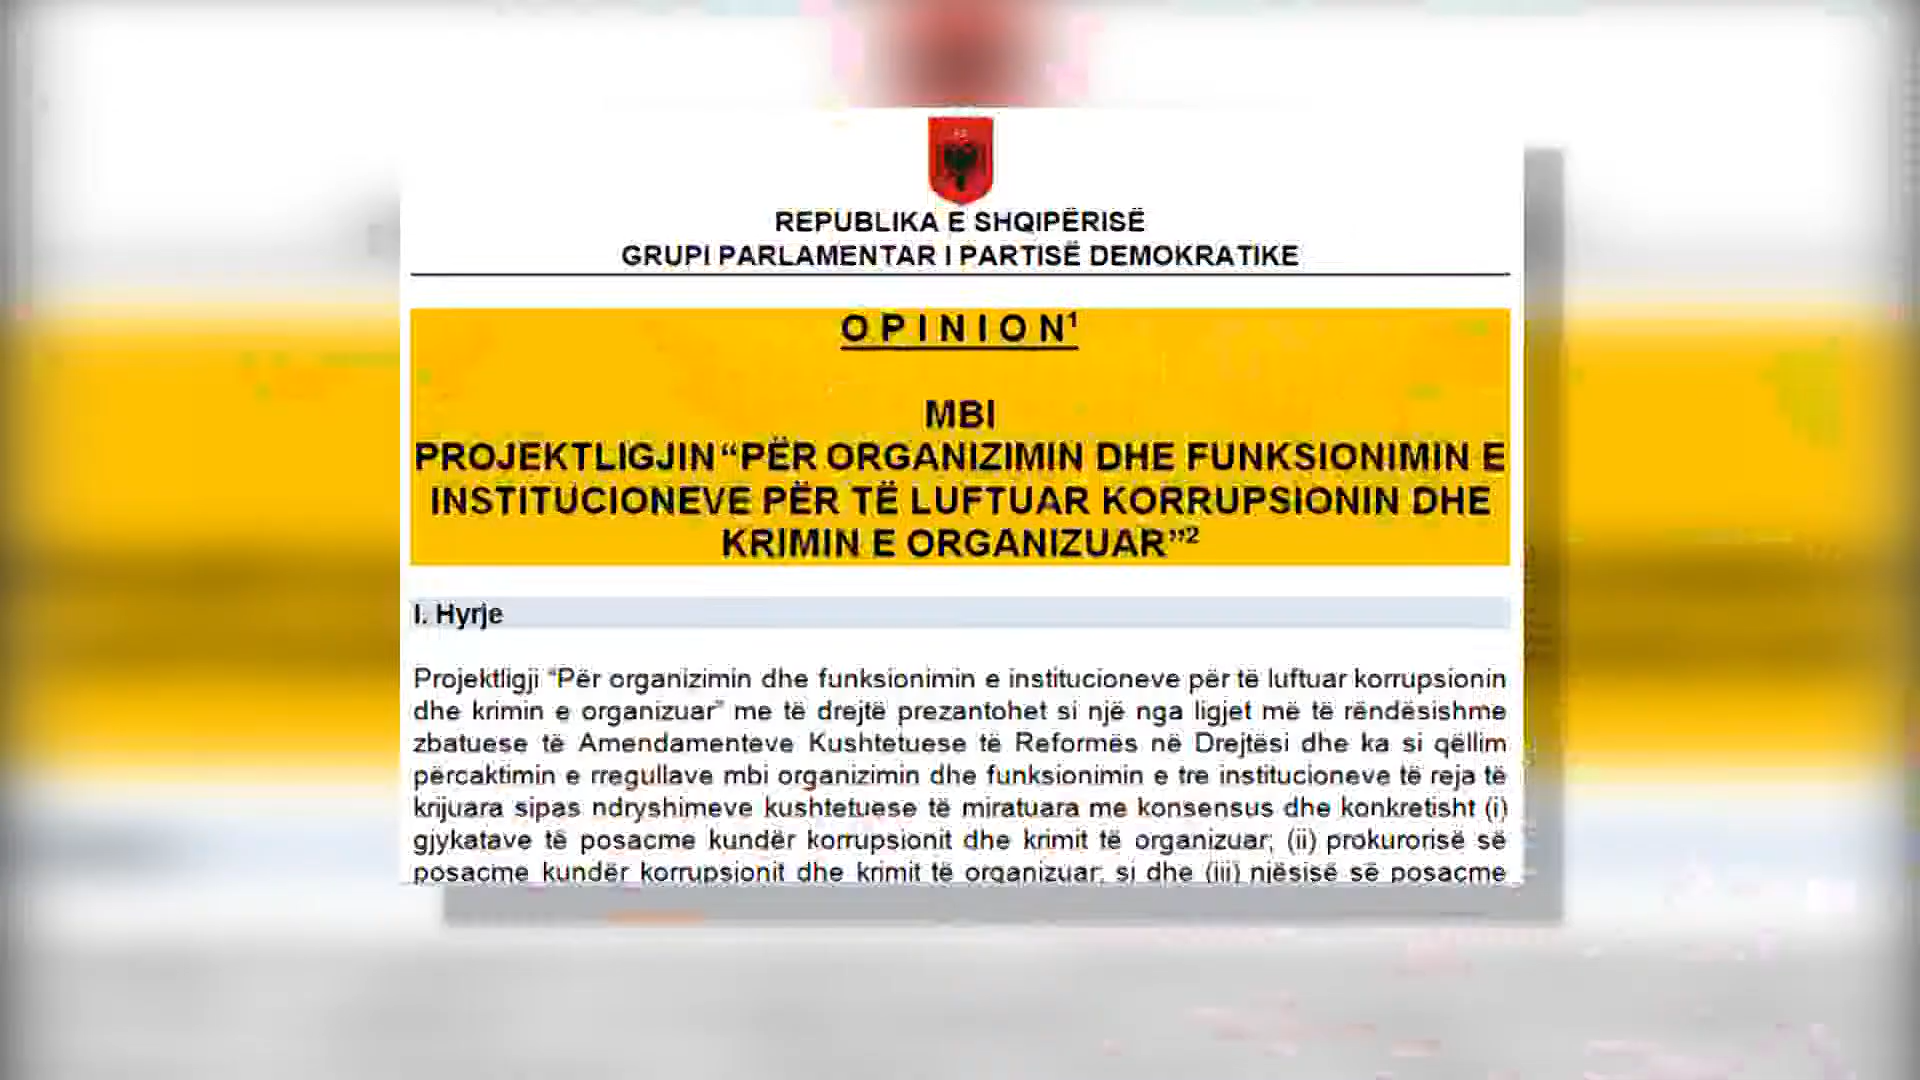 REPUBLIKA E SHQIPËRISË
GRUPI PARLAMENTAR I PARTISË DEMOKRATIKE
O P I N I O N¹
MBI
PROJEKTLIGJIN “PËR ORGANIZIMIN DHE FUNKSIONIMIN E
INSTITUCIONEVE PËR TË LUFTUAR KORRUPSIONIN DHE
KRIMIN E ORGANIZUAR”²
I. Hyrje
Projektligji “Për organizimin dhe funksionimin e institucioneve për të luftuar korrupsionin
dhe krimin e organizuar” me të drejtë prezantohet si një nga ligjet më të rëndësishme
zbatuese të Amendamenteve Kushtetuese të Reformës në Drejtësi dhe ka si qëllim
përcaktimin e rregullave mbi organizimin dhe funksionimin e tre institucioneve të reja të
krijuara sipas ndryshimeve kushtetuese të miratuara me konsensus dhe konkretisht (i)
gjykatave të posacme kundër korrupsionit dhe krimit të organizuar; (ii) prokurorisë së
posacme kundër korrupsionit dhe krimit të organizuar; si dhe (iii) njësisë së posacme